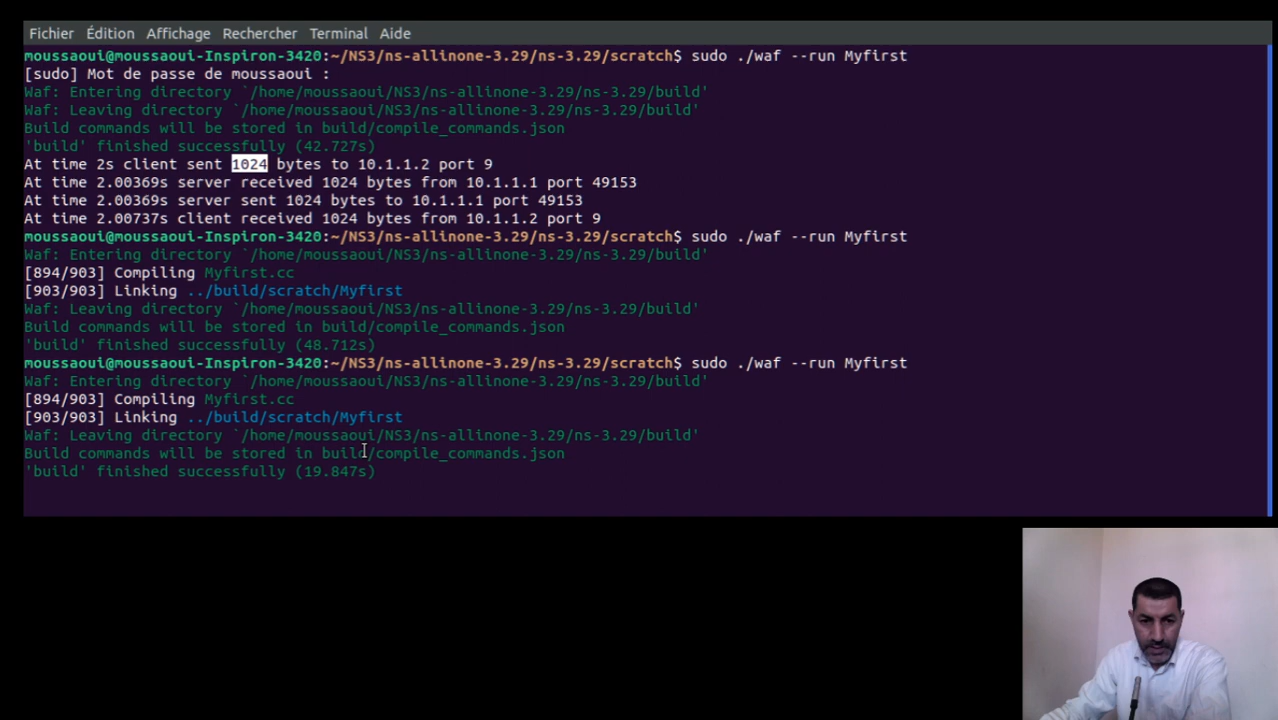 Fichier Édition Affichage Rechercher Terminal Aide
moussaoui@moussaoui-Inspiron-3420:~/NS3/ns-allinone-3.29/ns-3.29/scratch$ sudo ./waf --run Myfirst
[sudo] Mot de passe de moussaoui :
Waf: Entering directory `/home/moussaoui/NS3/ns-allinone-3.29/ns-3.29/build'
Waf: Leaving directory `/home/moussaoui/NS3/ns-allinone-3.29/ns-3.29/build'
Build commands will be stored in build/compile_commands.json
'build' finished successfully (42.727s)
At time 2s client sent 1024 bytes to 10.1.1.2 port 9
At time 2.00369s server received 1024 bytes from 10.1.1.1 port 49153
At time 2.00369s server sent 1024 bytes to 10.1.1.1 port 49153
At time 2.00737s client received 1024 bytes from 10.1.1.2 port 9
moussaoui@moussaoui-Inspiron-3420:~/NS3/ns-allinone-3.29/ns-3.29/scratch$ sudo ./waf --run Myfirst
Waf: Entering directory `/home/moussaoui/NS3/ns-allinone-3.29/ns-3.29/build'
[894/903] Compiling Myfirst.cc
[903/903] Linking ../build/scratch/Myfirst
Waf: Leaving directory `/home/moussaoui/NS3/ns-allinone-3.29/ns-3.29/build'
Build commands will be stored in build/compile_commands.json
'build' finished successfully (48.712s)
moussaoui@moussaoui-Inspiron-3420:~/NS3/ns-allinone-3.29/ns-3.29/scratch$ sudo ./waf --run Myfirst
Waf: Entering directory `/home/moussaoui/NS3/ns-allinone-3.29/ns-3.29/build'
[894/903] Compiling Myfirst.cc
[903/903] Linking ../build/scratch/Myfirst
Waf: Leaving directory `/home/moussaoui/NS3/ns-allinone-3.29/ns-3.29/build'
Build commands will be stored in build/compile_commands.json
'build' finished successfully (19.847s)